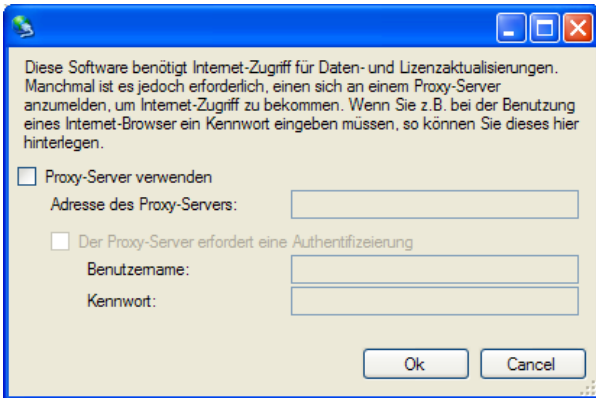 Diese Software benötigt Internet-Zugriff für Daten- und Lizenzaktualisierungen.
Manchmal ist es jedoch erforderlich, einen sich an einem Proxy-Server
anzumelden, um Internet-Zugriff zu bekommen. Wenn Sie z.B. bei der Benutzung
eines Internet-Browser ein Kennwort eingeben müssen, so können Sie dieses hier
hinterlegen.
Proxy-Server verwenden
Adresse des Proxy-Servers:
Der Proxy-Server erfordert eine Authentifizeierung
Benutzername:
Kennwort:
Ok
Cancel